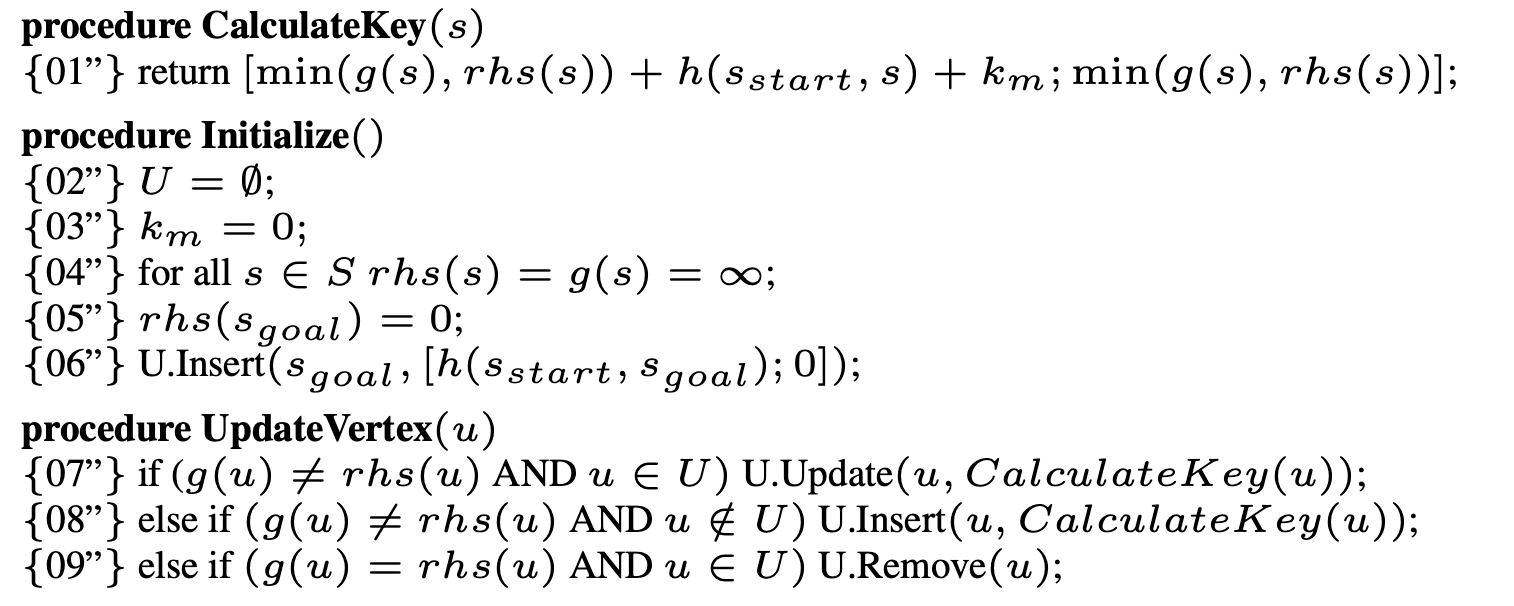 procedure CalculateKey(s)
{01”} return [min(g(s), rhs(s)) + h(s_start, s) + k_m; min(g(s), rhs(s))];
procedure Initialize()
{02”} U = ∅;
{03”} k_m = 0;
{04”} for all s ∈ S rhs(s) = g(s) = ∞;
{05”} rhs(s_goal) = 0;
{06”} U.Insert(s_goal, [h(s_start, s_goal); 0]);
procedure UpdateVertex(u)
{07”} if (g(u) ≠ rhs(u) AND u ∈ U) U.Update(u, CalculateKey(u));
{08”} else if (g(u) ≠ rhs(u) AND u ∉ U) U.Insert(u, CalculateKey(u));
{09”} else if (g(u) = rhs(u) AND u ∈ U) U.Remove(u);